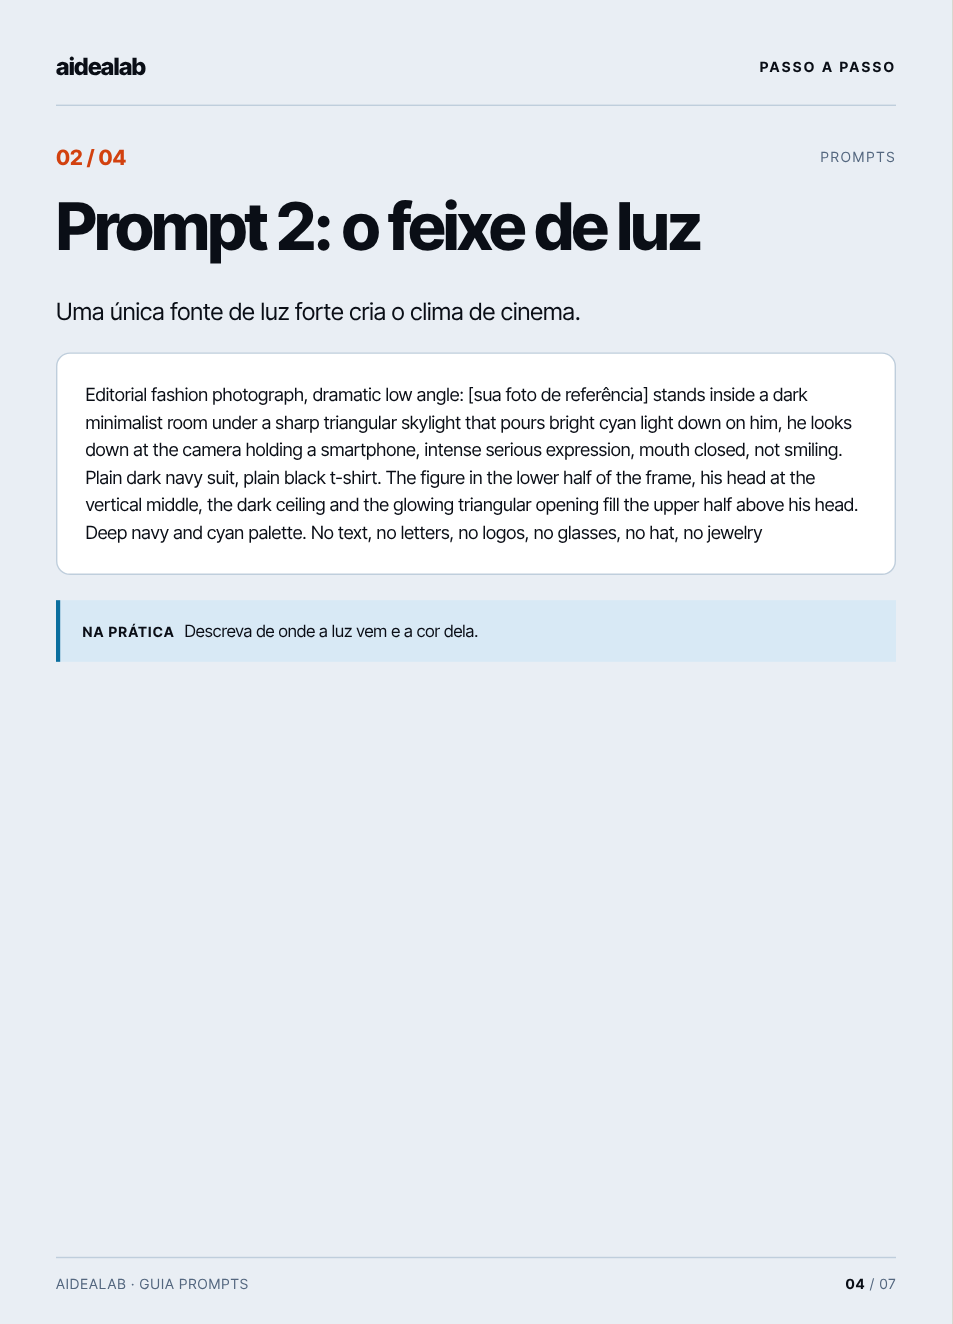 aidealab
PASSO A PASSO
02 / 04
PROMPTS
Prompt 2: o feixe de luz
Uma única fonte de luz forte cria o clima de cinema.
Editorial fashion photograph, dramatic low angle: [sua foto de referência] stands inside a dark
minimalist room under a sharp triangular skylight that pours bright cyan light down on him, he looks
down at the camera holding a smartphone, intense serious expression, mouth closed, not smiling.
Plain dark navy suit, plain black t-shirt. The figure in the lower half of the frame, his head at the
vertical middle, the dark ceiling and the glowing triangular opening fill the upper half above his head.
Deep navy and cyan palette. No text, no letters, no logos, no glasses, no hat, no jewelry
NA PRÁTICA Descreva de onde a luz vem e a cor dela.
AIDEALAB · GUIA PROMPTS
04 / 07